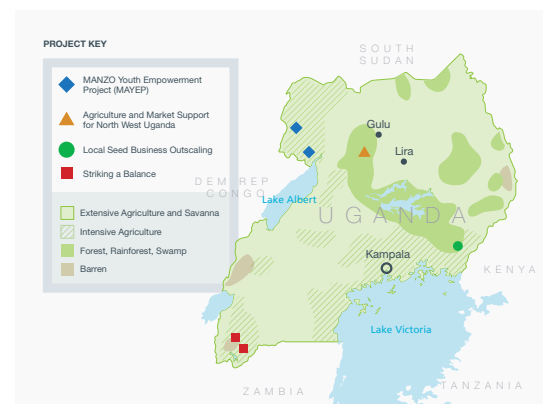 PROJECT KEY
MANZO Youth Empowerment
Project (MAYEP)
Agriculture and Market Support
for North West Uganda
Local Seed Business Outscaling
Striking a Balance
Extensive Agriculture and Savanna
Intensive Agriculture
Forest, Rainforest, Swamp
Barren
SOUTH
SUDAN
Gulu
Lira
DEM REP
CONGO
Lake Albert
UGANDA
Kampala
KENYA
Lake Victoria
ZAMBIA
TANZANIA